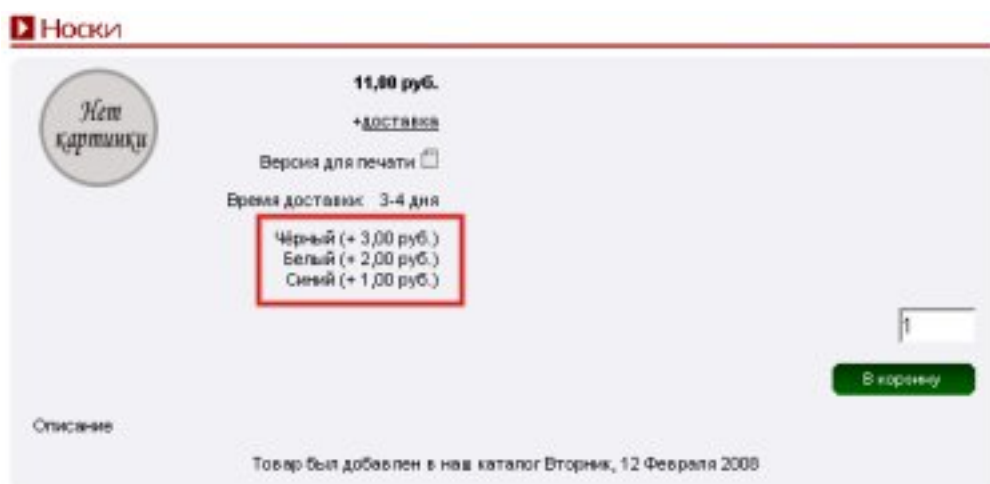 Носки
Нет
картинки
11,00 руб.
+доставка
Версия для печати
Время доставки: 3-4 дня
Чёрный (+ 3,00 руб.)
Белый (+ 2,00 руб.)
Синий (+ 1,00 руб.)
1
В корзину
Описание
Товар был добавлен в наш каталог Вторник, 12 Февраля 2008